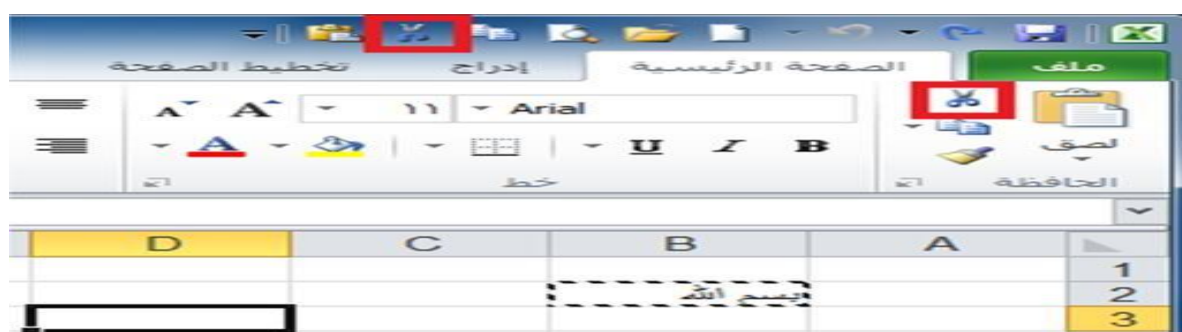 ملف الصفحة الرئيسية إدراج تخطيط الصفحة
Arial ١١ A A
لصق B I U A
الحافظة خط
A B C D
1
2 بسم الله
3